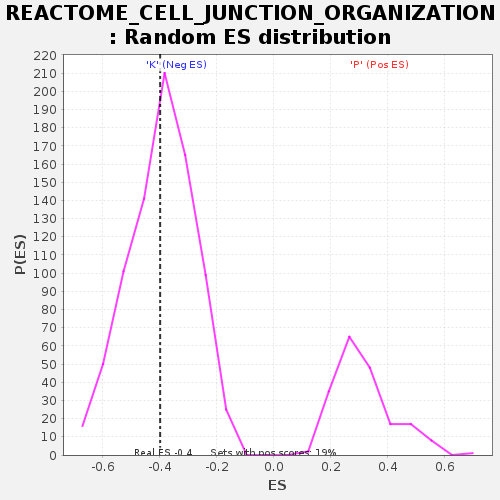 REACTOME_CELL_JUNCTION_ORGANIZATION
: Random ES distribution
'K' (Neg ES)
'P' (Pos ES)
220
210
200
190
180
170
160
150
140
130
120
110
100
90
80
70
60
50
40
30
20
10
0
P(ES)
Real ES -0.4
Sets with pos scores: 19%
-0.6 -0.4 -0.2 0.0 0.2 0.4 0.6
ES